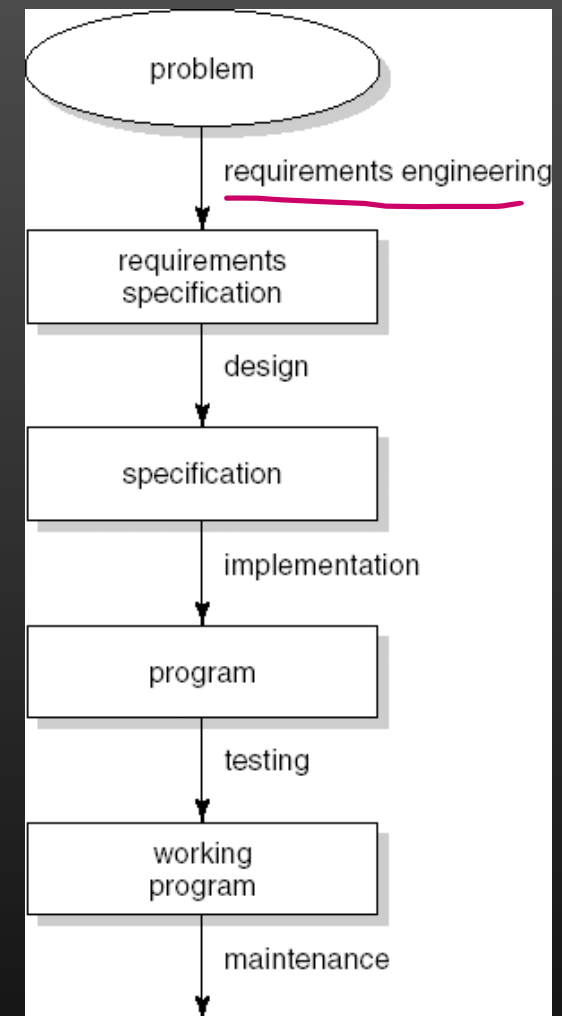 problem
requirements engineering
requirements
specification
design
specification
implementation
program
testing
working
program
maintenance